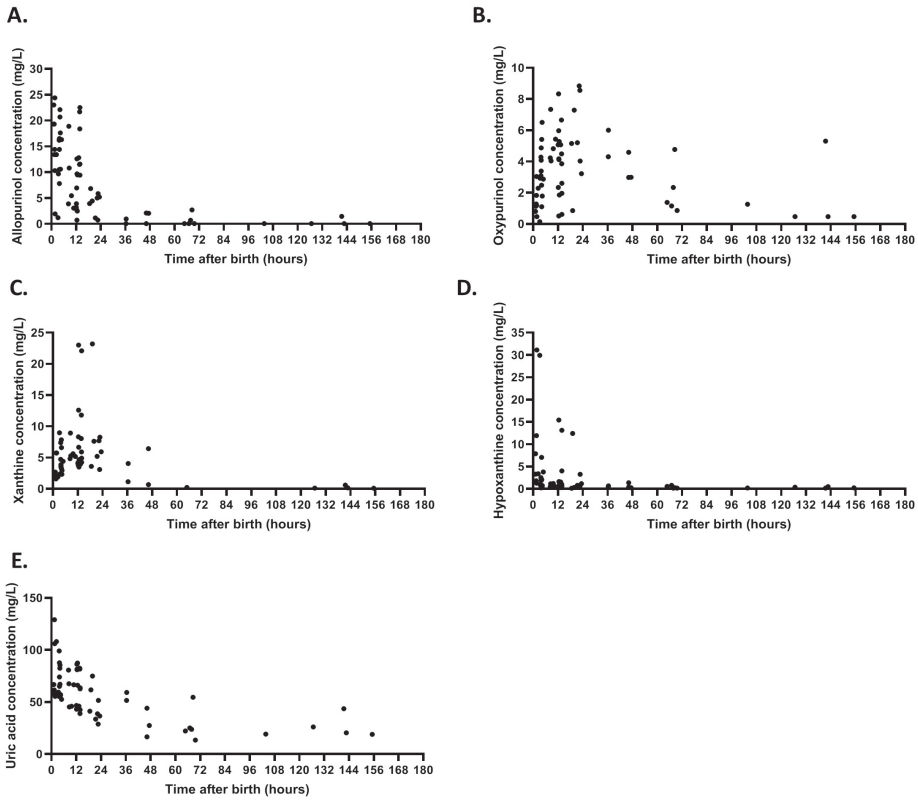 A.
Allopurinol concentration (mg/L)
30
25
20
15
10
5
0
0 12 24 36 48 60 72 84 96 108 120 132 144 156 168 180
Time after birth (hours)
B.
Oxypurinol concentration (mg/L)
10
8
6
4
2
0
0 12 24 36 48 60 72 84 96 108 120 132 144 156 168 180
Time after birth (hours)
C.
Xanthine concentration (mg/L)
25
20
15
10
5
0
0 12 24 36 48 60 72 84 96 108 120 132 144 156 168 180
Time after birth (hours)
D.
Hypoxanthine concentration (mg/L)
35
30
25
20
15
10
5
0
0 12 24 36 48 60 72 84 96 108 120 132 144 156 168 180
Time after birth (hours)
E.
Uric acid concentration (mg/L)
150
100
50
0
0 12 24 36 48 60 72 84 96 108 120 132 144 156 168 180
Time after birth (hours)